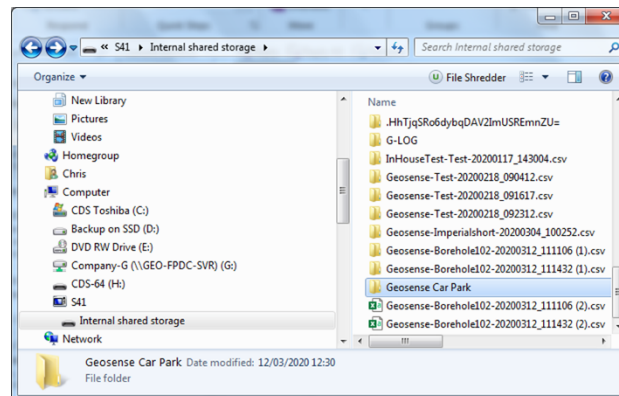 « S41 ▸ Internal shared storage ▸
Search Internal shared storage
Organize ▼
File Shredder
New Library
Pictures
Videos
Homegroup
Chris
Computer
CDS Toshiba (C:)
Backup on SSD (D:)
DVD RW Drive (E:)
Company-G (\\GEO-FPDC-SVR) (G:)
CDS-64 (H:)
S41
Internal shared storage
Network
Name
.HhTjqSRo6dybqDAV2ImUSREmnZU=
G-LOG
InHouseTest-Test-20200117_143004.csv
Geosense-Test-20200218_090412.csv
Geosense-Test-20200218_091617.csv
Geosense-Test-20200218_092312.csv
Geosense-Imperialshort-20200304_100252.csv
Geosense-Borehole102-20200312_111106 (1).csv
Geosense-Borehole102-20200312_111432 (1).csv
Geosense Car Park
Geosense-Borehole102-20200312_111106 (2).csv
Geosense-Borehole102-20200312_111432 (2).csv
Geosense Car Park Date modified: 12/03/2020 12:30
File folder